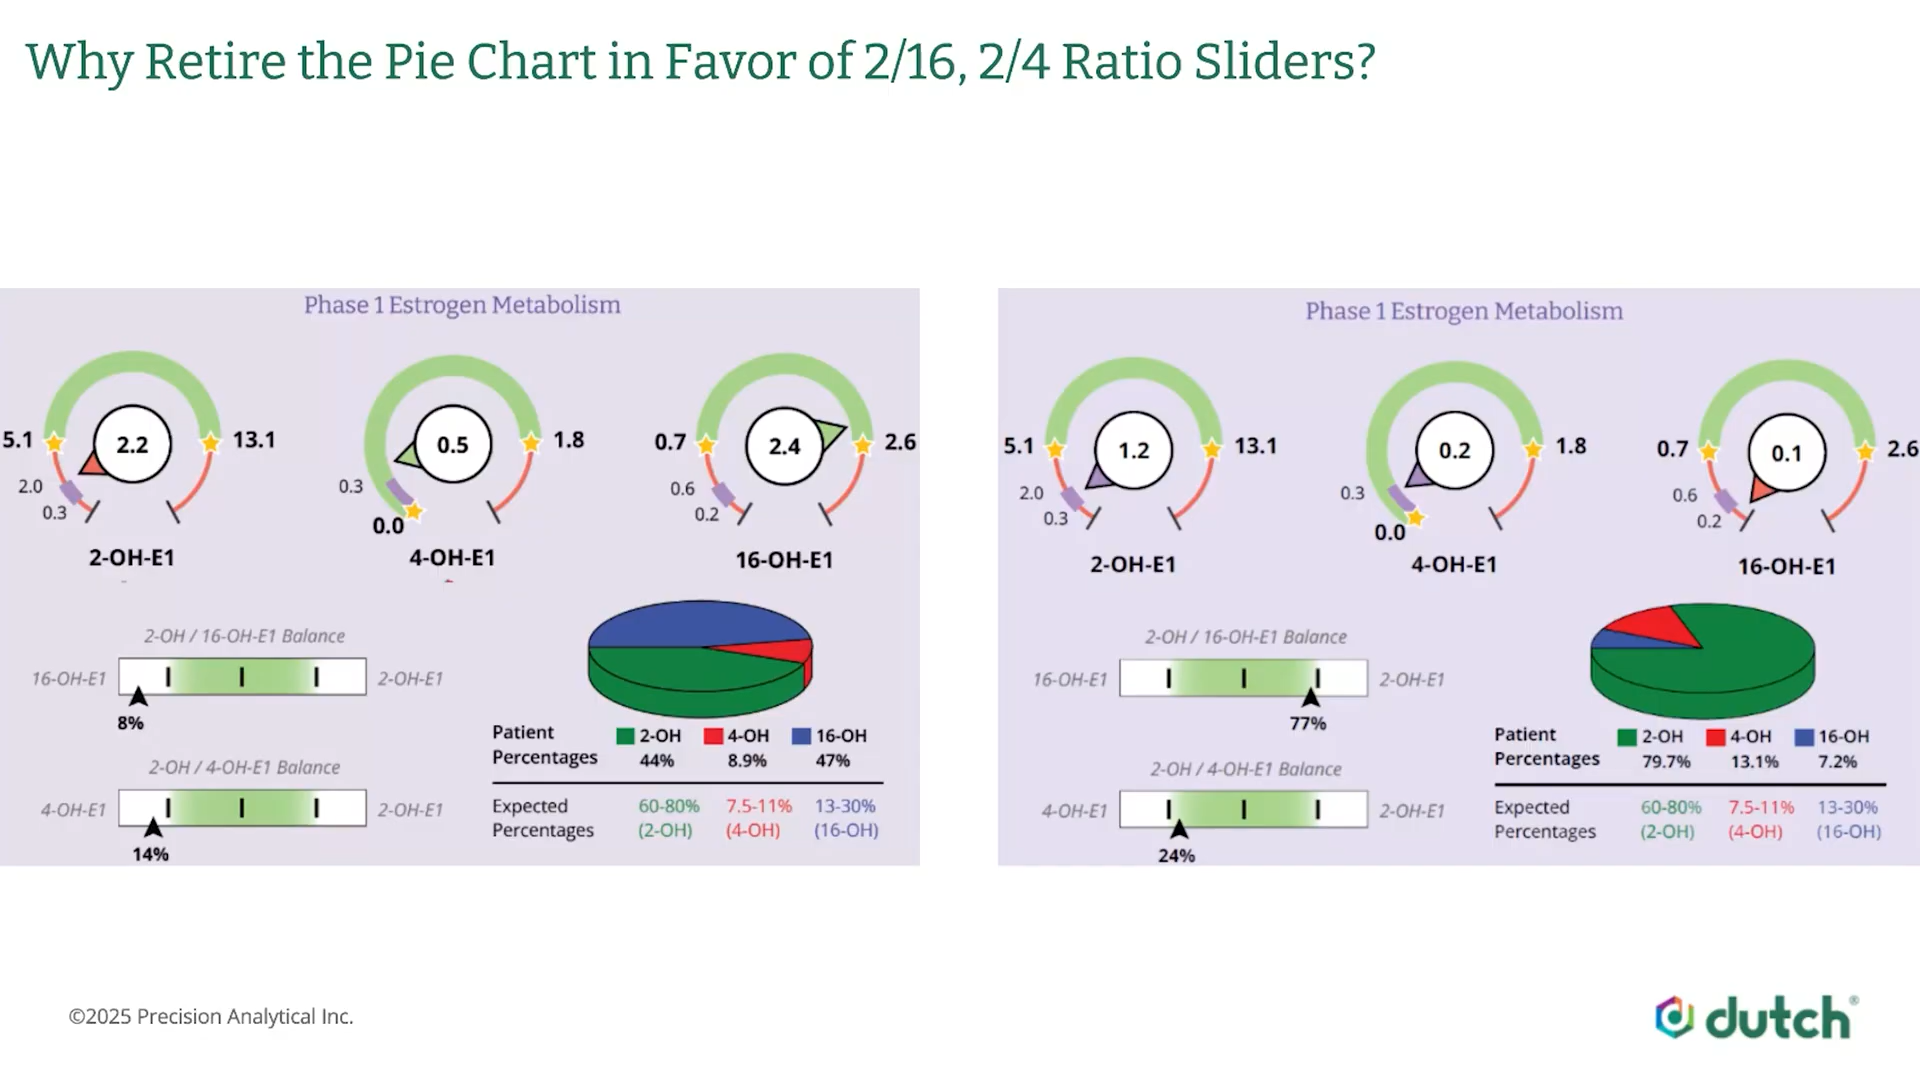 Why Retire the Pie Chart in Favor of 2/16, 2/4 Ratio Sliders?
Phase 1 Estrogen Metabolism
5.1
2.2
13.1
2.0
0.3
2-OH-E1
0.5
1.8
0.3
0.0
4-OH-E1
0.7
2.4
2.6
0.6
0.2
16-OH-E1
2-OH / 16-OH-E1 Balance
16-OH-E1
2-OH-E1
8%
2-OH / 4-OH-E1 Balance
4-OH-E1
2-OH-E1
14%
Patient Percentages
2-OH 4-OH 16-OH
44% 8.9% 47%
Expected Percentages
60-80% 7.5-11% 13-30%
(2-OH) (4-OH) (16-OH)
Phase 1 Estrogen Metabolism
5.1
1.2
13.1
2.0
0.3
2-OH-E1
0.2
1.8
0.3
0.0
4-OH-E1
0.7
0.1
2.6
0.6
0.2
16-OH-E1
2-OH / 16-OH-E1 Balance
16-OH-E1
2-OH-E1
77%
2-OH / 4-OH-E1 Balance
4-OH-E1
2-OH-E1
24%
Patient Percentages
2-OH 4-OH 16-OH
79.7% 13.1% 7.2%
Expected Percentages
60-80% 7.5-11% 13-30%
(2-OH) (4-OH) (16-OH)
©2025 Precision Analytical Inc.
dutch®